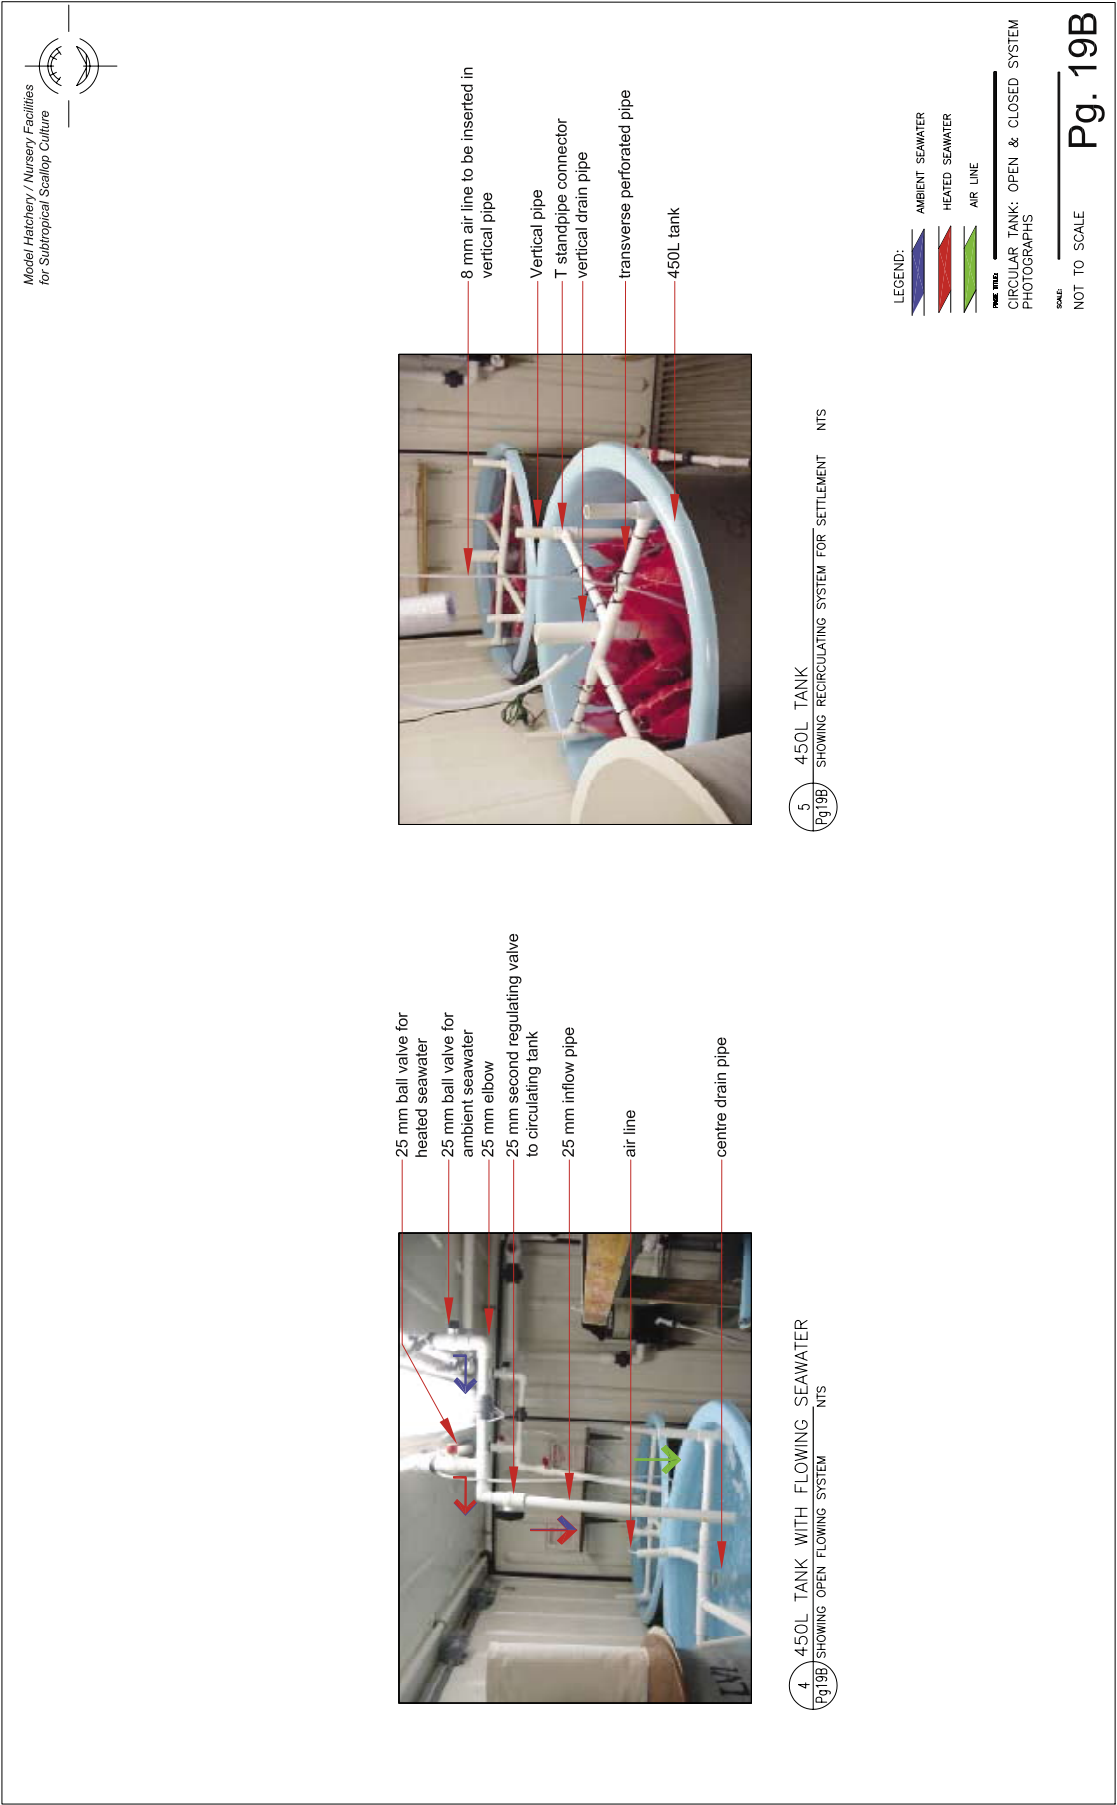 Model Hatchery / Nursery Facilities
for Subtropical Scallop Culture
25 mm ball valve for
heated seawater
25 mm ball valve for
ambient seawater
25 mm elbow
25 mm second regulating valve
to circulating tank
25 mm inflow pipe
air line
centre drain pipe
4
Pg19B
450L TANK WITH FLOWING SEAWATER
SHOWING OPEN FLOWING SYSTEM NTS
8 mm air line to be inserted in
vertical pipe
Vertical pipe
T standpipe connector
vertical drain pipe
transverse perforated pipe
450L tank
5
Pg19B
450L TANK
SHOWING RECIRCULATING SYSTEM FOR SETTLEMENT NTS
LEGEND:
AMBIENT SEAWATER
HEATED SEAWATER
AIR LINE
PAGE TITLE:
CIRCULAR TANK: OPEN & CLOSED SYSTEM
PHOTOGRAPHS
SCALE:
NOT TO SCALE
Pg. 19B